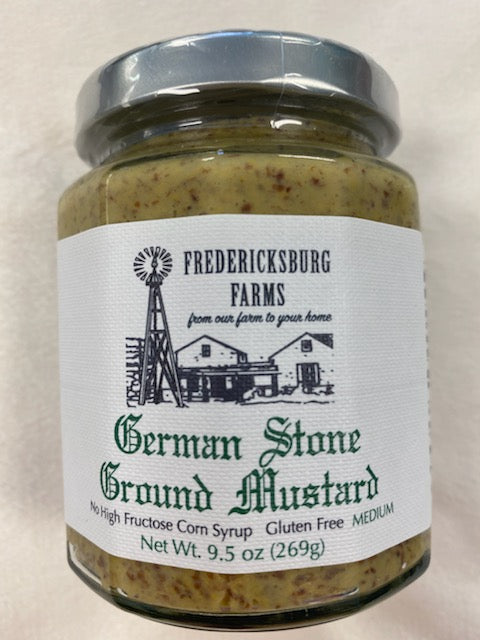 FREDERICKSBURG
FARMS
from our farm to your home
German Stone
Ground Mustard
No High Fructose Corn Syrup Gluten Free MEDIUM
Net Wt. 9.5 oz (269g)